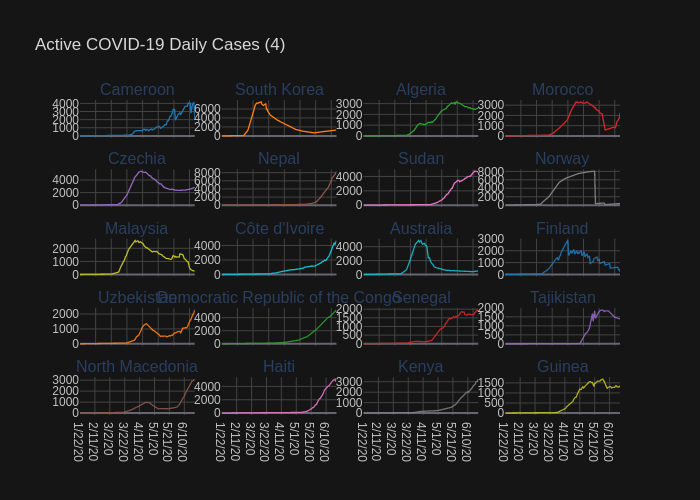 Active COVID-19 Daily Cases (4)
Cameroon South Korea Algeria Morocco
4000 3000 2000 1000 0
6000 4000 2000 0
3000 2000 1000 0
3000 2000 1000 0
Czechia Nepal Sudan Norway
4000 2000 0
8000 6000 4000 2000 0
4000 2000 0
8000 6000 4000 2000 0
Malaysia Côte d'Ivoire Australia Finland
2000 1000 0
4000 2000 0
4000 2000 0
3000 2000 1000 0
Uzbekistan Democratic Republic of the Congo Senegal Tajikistan
2000 1000 0
4000 2000 0
2000 1500 1000 500 0
2000 1500 1000 500 0
North Macedonia Haiti Kenya Guinea
3000 2000 1000 0
4000 2000 0
3000 2000 1000 0
1500 1000 500 0
1/22/20 2/11/20 3/2/20 3/22/20 4/11/20 5/1/20 5/21/20 6/10/20
1/22/20 2/11/20 3/2/20 3/22/20 4/11/20 5/1/20 5/21/20 6/10/20
1/22/20 2/11/20 3/2/20 3/22/20 4/11/20 5/1/20 5/21/20 6/10/20
1/22/20 2/11/20 3/2/20 3/22/20 4/11/20 5/1/20 5/21/20 6/10/20